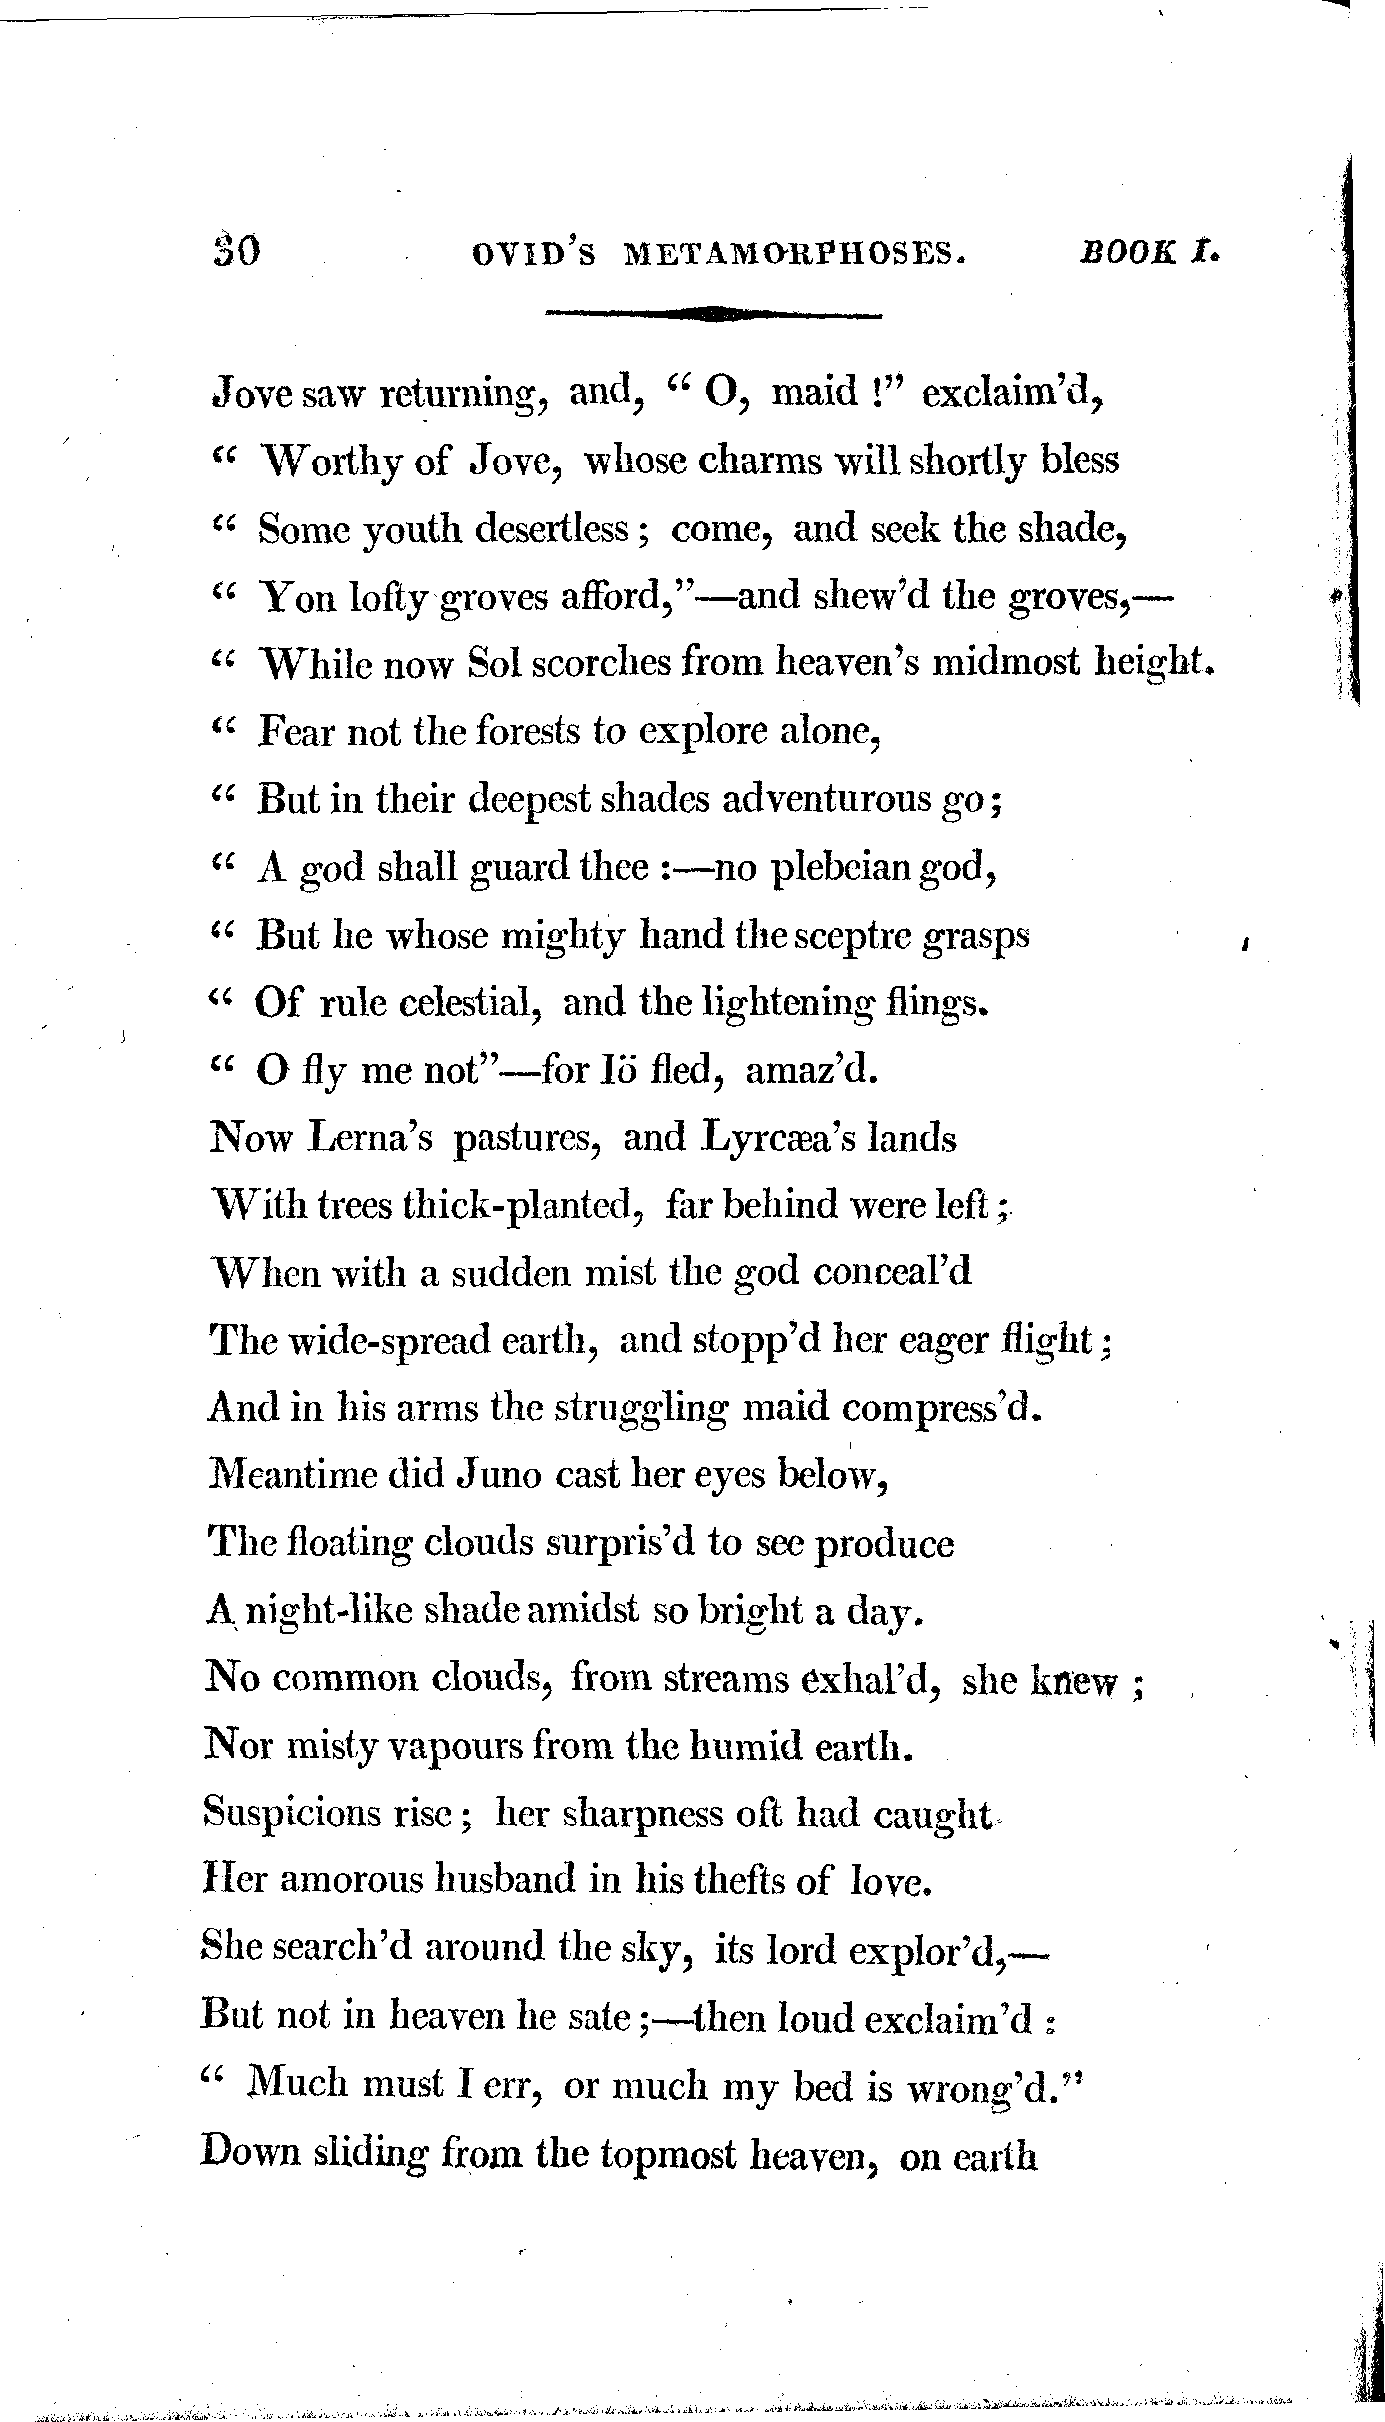 30 OVID'S METAMORPHOSES. BOOK I.
Jove saw returning, and, " O, maid !" exclaim'd,
" Worthy of Jove, whose charms will shortly bless
" Some youth desertless ; come, and seek the shade,
" Yon lofty groves afford,"—and shew'd the groves,—
" While now Sol scorches from heaven's midmost height.
" Fear not the forests to explore alone,
" But in their deepest shades adventurous go ;
" A god shall guard thee :—no plebeian god,
" But he whose mighty hand the sceptre grasps
" Of rule celestial, and the lightening flings.
" O fly me not"—for Iö fled, amaz'd.
Now Lerna's pastures, and Lyrcæa's lands
With trees thick-planted, far behind were left ;
When with a sudden mist the god conceal'd
The wide-spread earth, and stopp'd her eager flight ;
And in his arms the struggling maid compress'd.
Meantime did Juno cast her eyes below,
The floating clouds surpris'd to see produce
A night-like shade amidst so bright a day.
No common clouds, from streams exhal'd, she knew ;
Nor misty vapours from the humid earth.
Suspicions rise ; her sharpness oft had caught
Her amorous husband in his thefts of love.
She search'd around the sky, its lord explor'd,—
But not in heaven he sate ;—then loud exclaim'd :
" Much must I err, or much my bed is wrong'd."
Down sliding from the topmost heaven, on earth